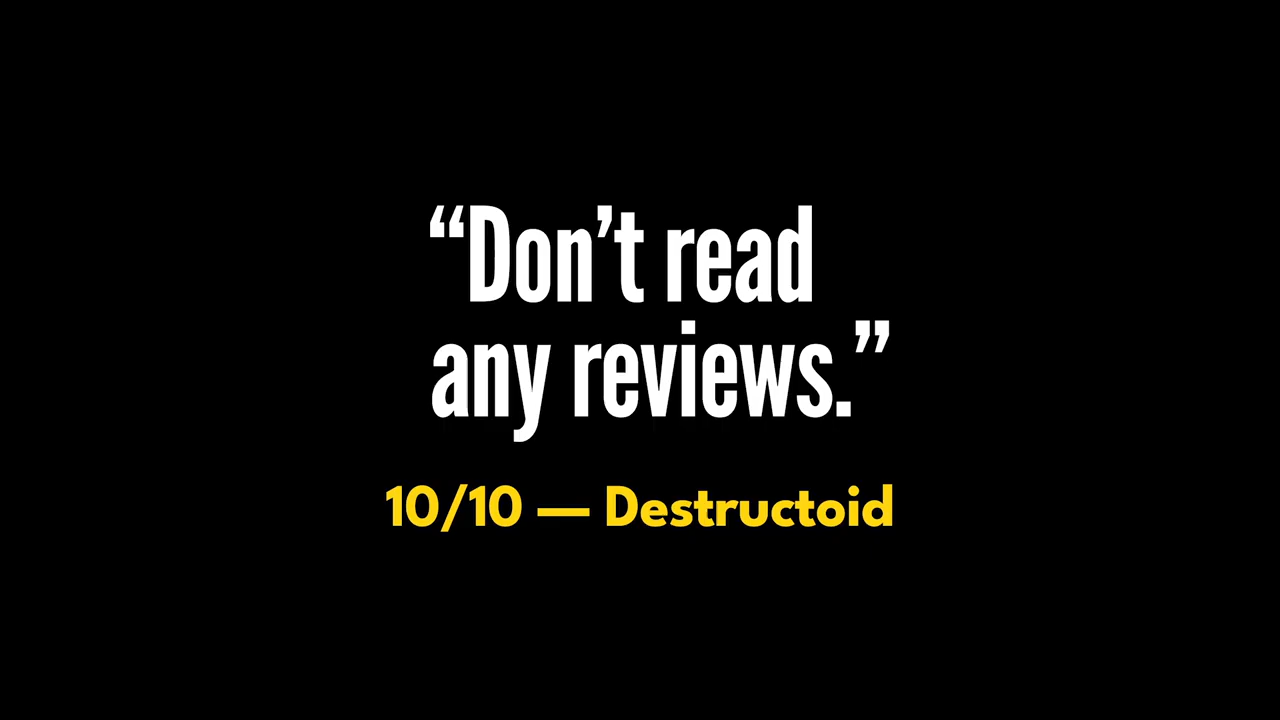 “Don’t read
any reviews.”
10/10 — Destructoid